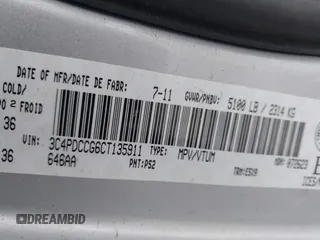 DATE OF MFR/DATE DE FABR: 7-11 GVWR/PNBV: 5100 LB / 2314 KG
COLD/
2 FROID
36
VIN: 3C4PDCCG6CT135911 TYPE: MPV/VTUM
646AA PNT: PS2
36
DREAMBID